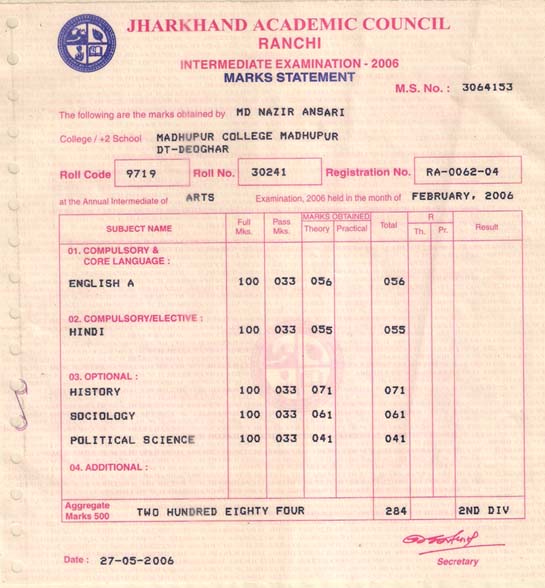 JHARKHAND ACADEMIC COUNCIL
RANCHI
INTERMEDIATE EXAMINATION - 2006
MARKS STATEMENT
M.S. No. : 3064153
The following are the marks obtained by MD NAZIR ANSARI
College / +2 School MADHUPUR COLLEGE MADHUPUR
DT-DEOGHAR
Roll Code 9719 Roll No. 30241 Registration No. RA-0062-04
at the Annual Intermediate of ARTS Examination, 2006 held in the month of FEBRUARY, 2006
SUBJECT NAME Full Mks. Pass Mks. MARKS OBTAINED Theory Practical Total R Th. Pr. Result
01. COMPULSORY &
CORE LANGUAGE :
ENGLISH A 100 033 056 056
02. COMPULSORY/ELECTIVE :
HINDI 100 033 055 055
03. OPTIONAL :
HISTORY 100 033 071 071
SOCIOLOGY 100 033 061 061
POLITICAL SCIENCE 100 033 041 041
04. ADDITIONAL :
Aggregate
Marks 500 TWO HUNDRED EIGHTY FOUR 284 2ND DIV
Date : 27-05-2006
Secretary